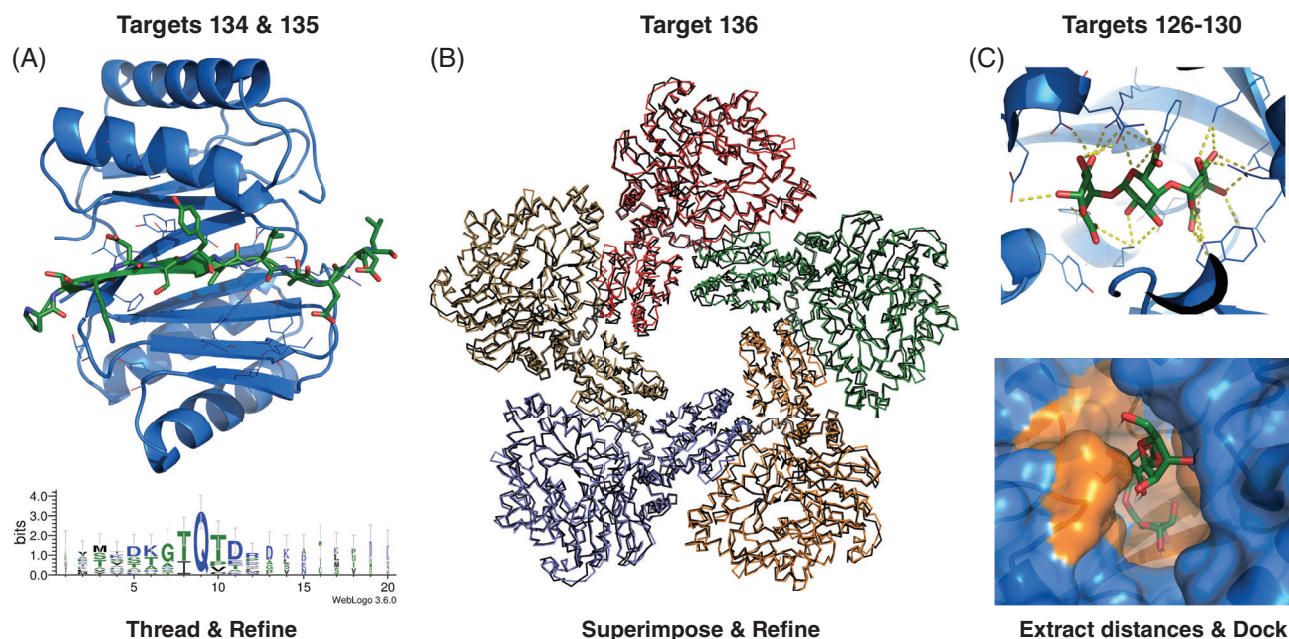 Targets 134 & 135
Target 136
Targets 126-130
(A)
(B)
(C)
4.0
3.0
2.0
1.0
0.0
bits
TQT
5
10
15
20
WebLogo 3.6.0
Thread & Refine
Superimpose & Refine
Extract distances & Dock